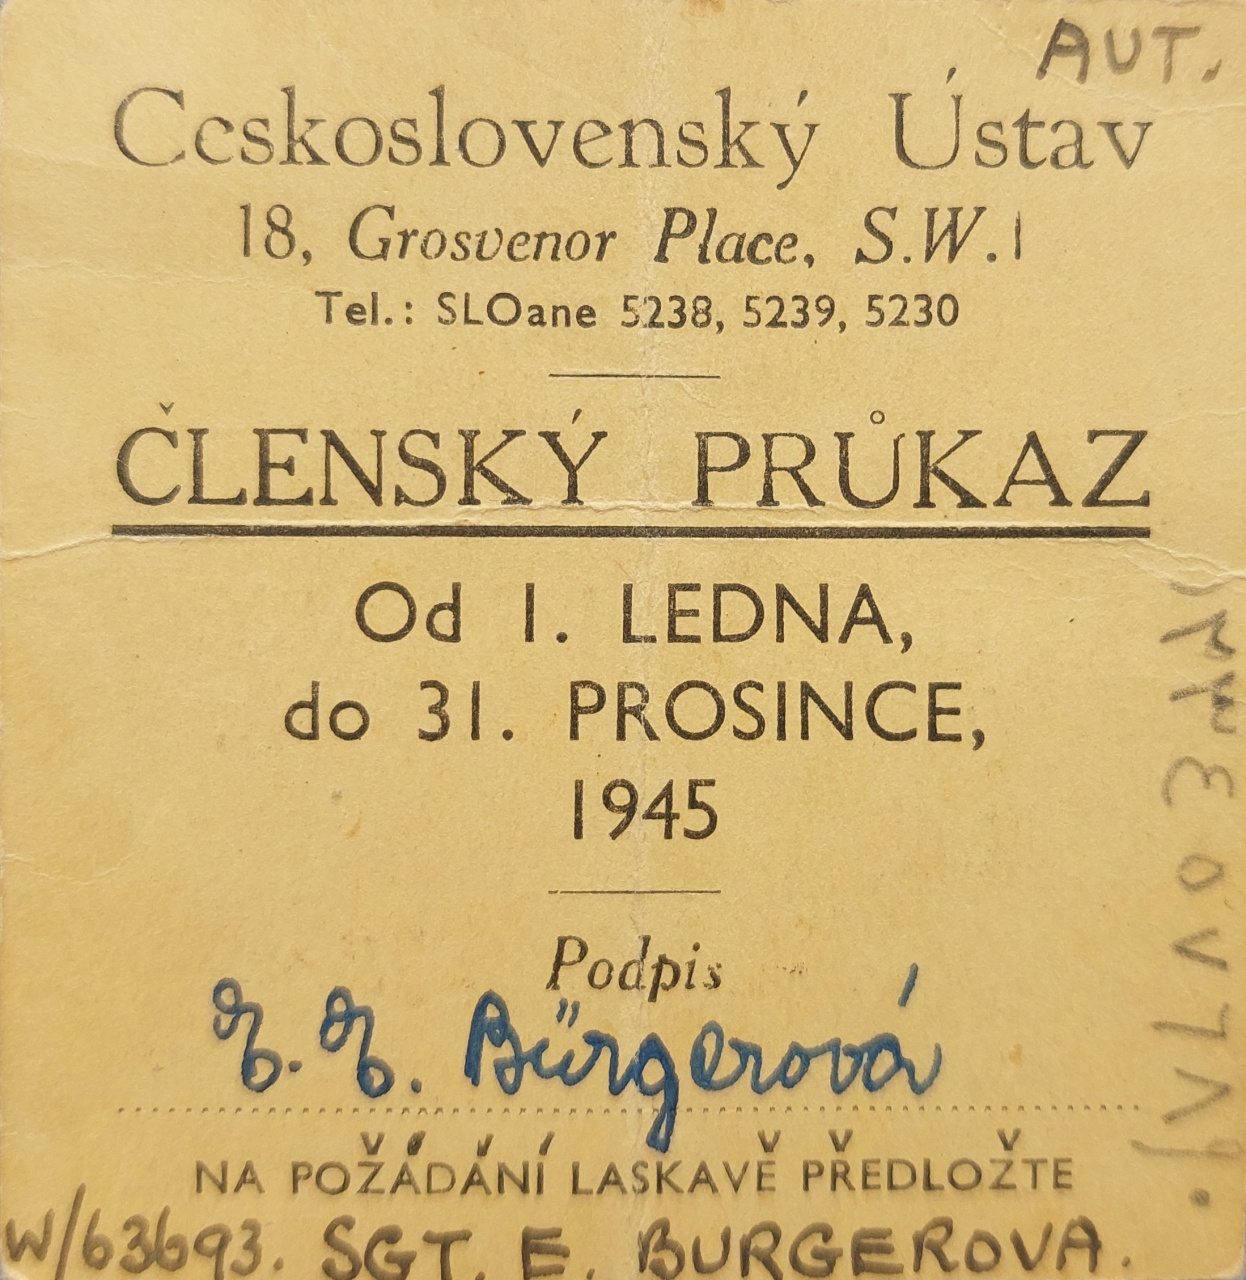 AUT.
Ceskoslovenský Ústav
18, Grosvenor Place, S.W.1
Tel.: SLOane 5238, 5239, 5230
ČLENSKÝ PRŮKAZ
Od 1. LEDNA,
do 31. PROSINCE,
1945
Podpis
E. E. Bürgerová
NA POŽÁDÁNÍ LASKAVĚ PŘEDLOŽTE
W/63693. SGT. E. BURGEROVA.